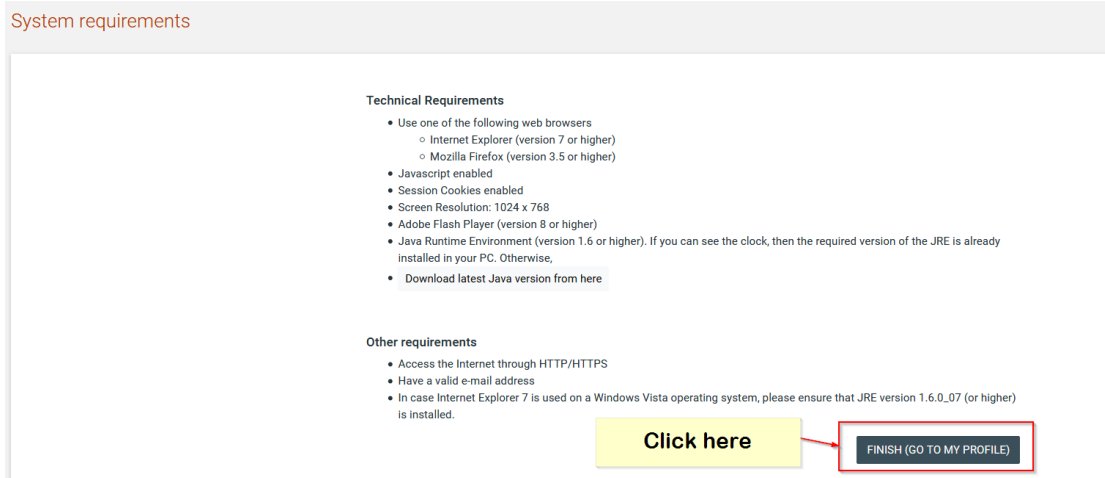 System requirements
Technical Requirements
Use one of the following web browsers
Internet Explorer (version 7 or higher)
Mozilla Firefox (version 3.5 or higher)
Javascript enabled
Session Cookies enabled
Screen Resolution: 1024 x 768
Adobe Flash Player (version 8 or higher)
Java Runtime Environment (version 1.6 or higher). If you can see the clock, then the required version of the JRE is already
installed in your PC. Otherwise,
Download latest Java version from here
Other requirements
Access the Internet through HTTP/HTTPS
Have a valid e-mail address
In case Internet Explorer 7 is used on a Windows Vista operating system, please ensure that JRE version 1.6.0_07 (or higher)
is installed.
Click here
FINISH (GO TO MY PROFILE)